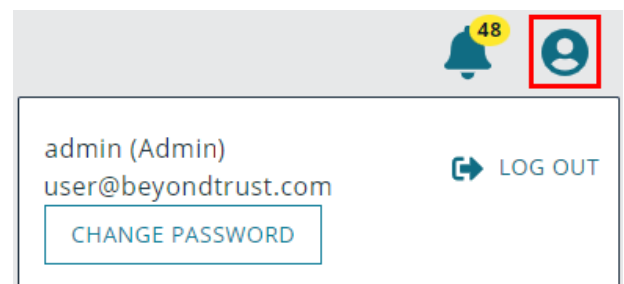 48
admin (Admin)
user@beyondtrust.com
LOG OUT
CHANGE PASSWORD